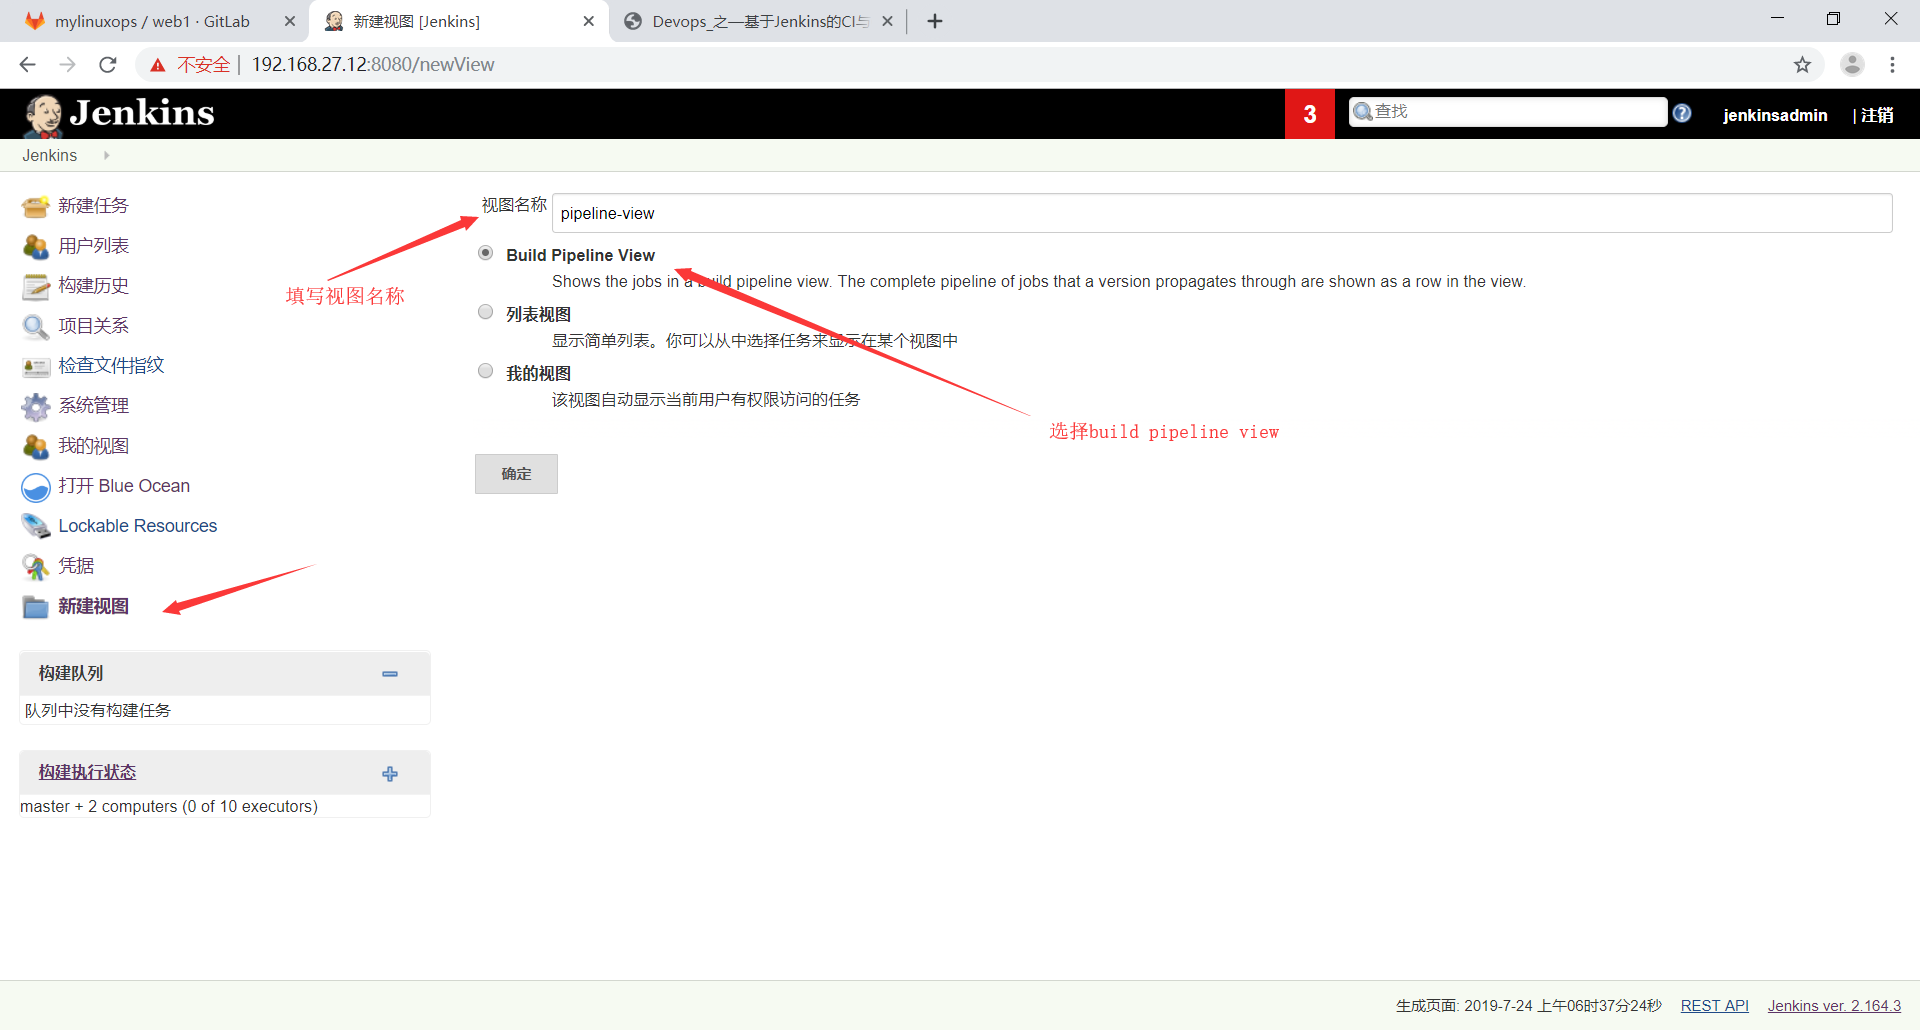 mylinuxops / web1 · GitLab
新建视图 [Jenkins]
Devops_之—基于Jenkins的CI与
不安全 | 192.168.27.12:8080/newView
Jenkins
3
查找
jenkinsadmin
| 注销
Jenkins
新建任务
用户列表
构建历史
项目关系
检查文件指纹
系统管理
我的视图
打开 Blue Ocean
Lockable Resources
凭据
新建视图
视图名称
pipeline-view
填写视图名称
Build Pipeline View
Shows the jobs in a build pipeline view. The complete pipeline of jobs that a version propagates through are shown as a row in the view.
列表视图
显示简单列表。你可以从中选择任务来显示在某个视图中
我的视图
该视图自动显示当前用户有权限访问的任务
选择build pipeline view
确定
构建队列
队列中没有构建任务
构建执行状态
master + 2 computers (0 of 10 executors)
生成页面: 2019-7-24 上午06时37分24秒
REST API
Jenkins ver. 2.164.3